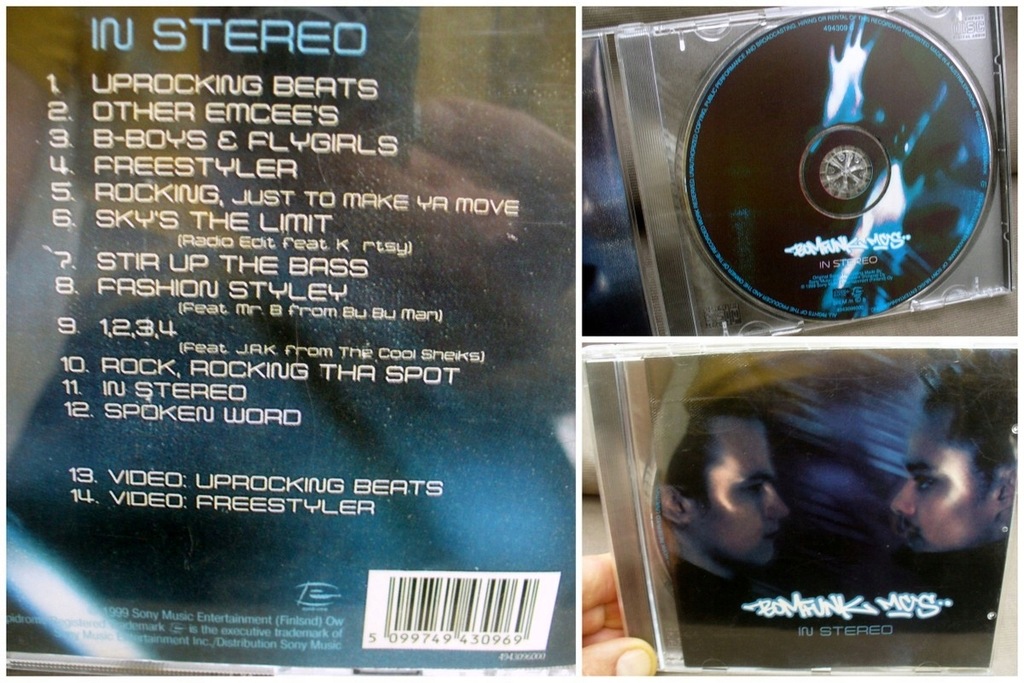 IN STEREO
1. UPROCKING BEATS
2. OTHER EMCEE'S
3. B-BOYS & FLYGIRLS
4. FREESTYLER
5. ROCKING, JUST TO MAKE YA MOVE
6. SKY'S THE LIMIT
(Radio Edit feat K rtsy)
7. STIR UP THE BASS
8. FASHION STYLEY
(Feat Mr. B from Bu Bu Man)
9. 1,2,3,4
(Feat J.A.K from The Cool Sheiks)
10. ROCK, ROCKING THA SPOT
11. IN STEREO
12. SPOKEN WORD
13. VIDEO: UPROCKING BEATS
14. VIDEO: FREESTYLER
1999 Sony Music Entertainment (Finland) Oy
is the executive trademark of
Music Entertainment Inc./Distribution Sony Music
5 099749 430969
494309 2
BOMFUNK MC'S
IN STEREO
BOMFUNK MC'S
IN STEREO